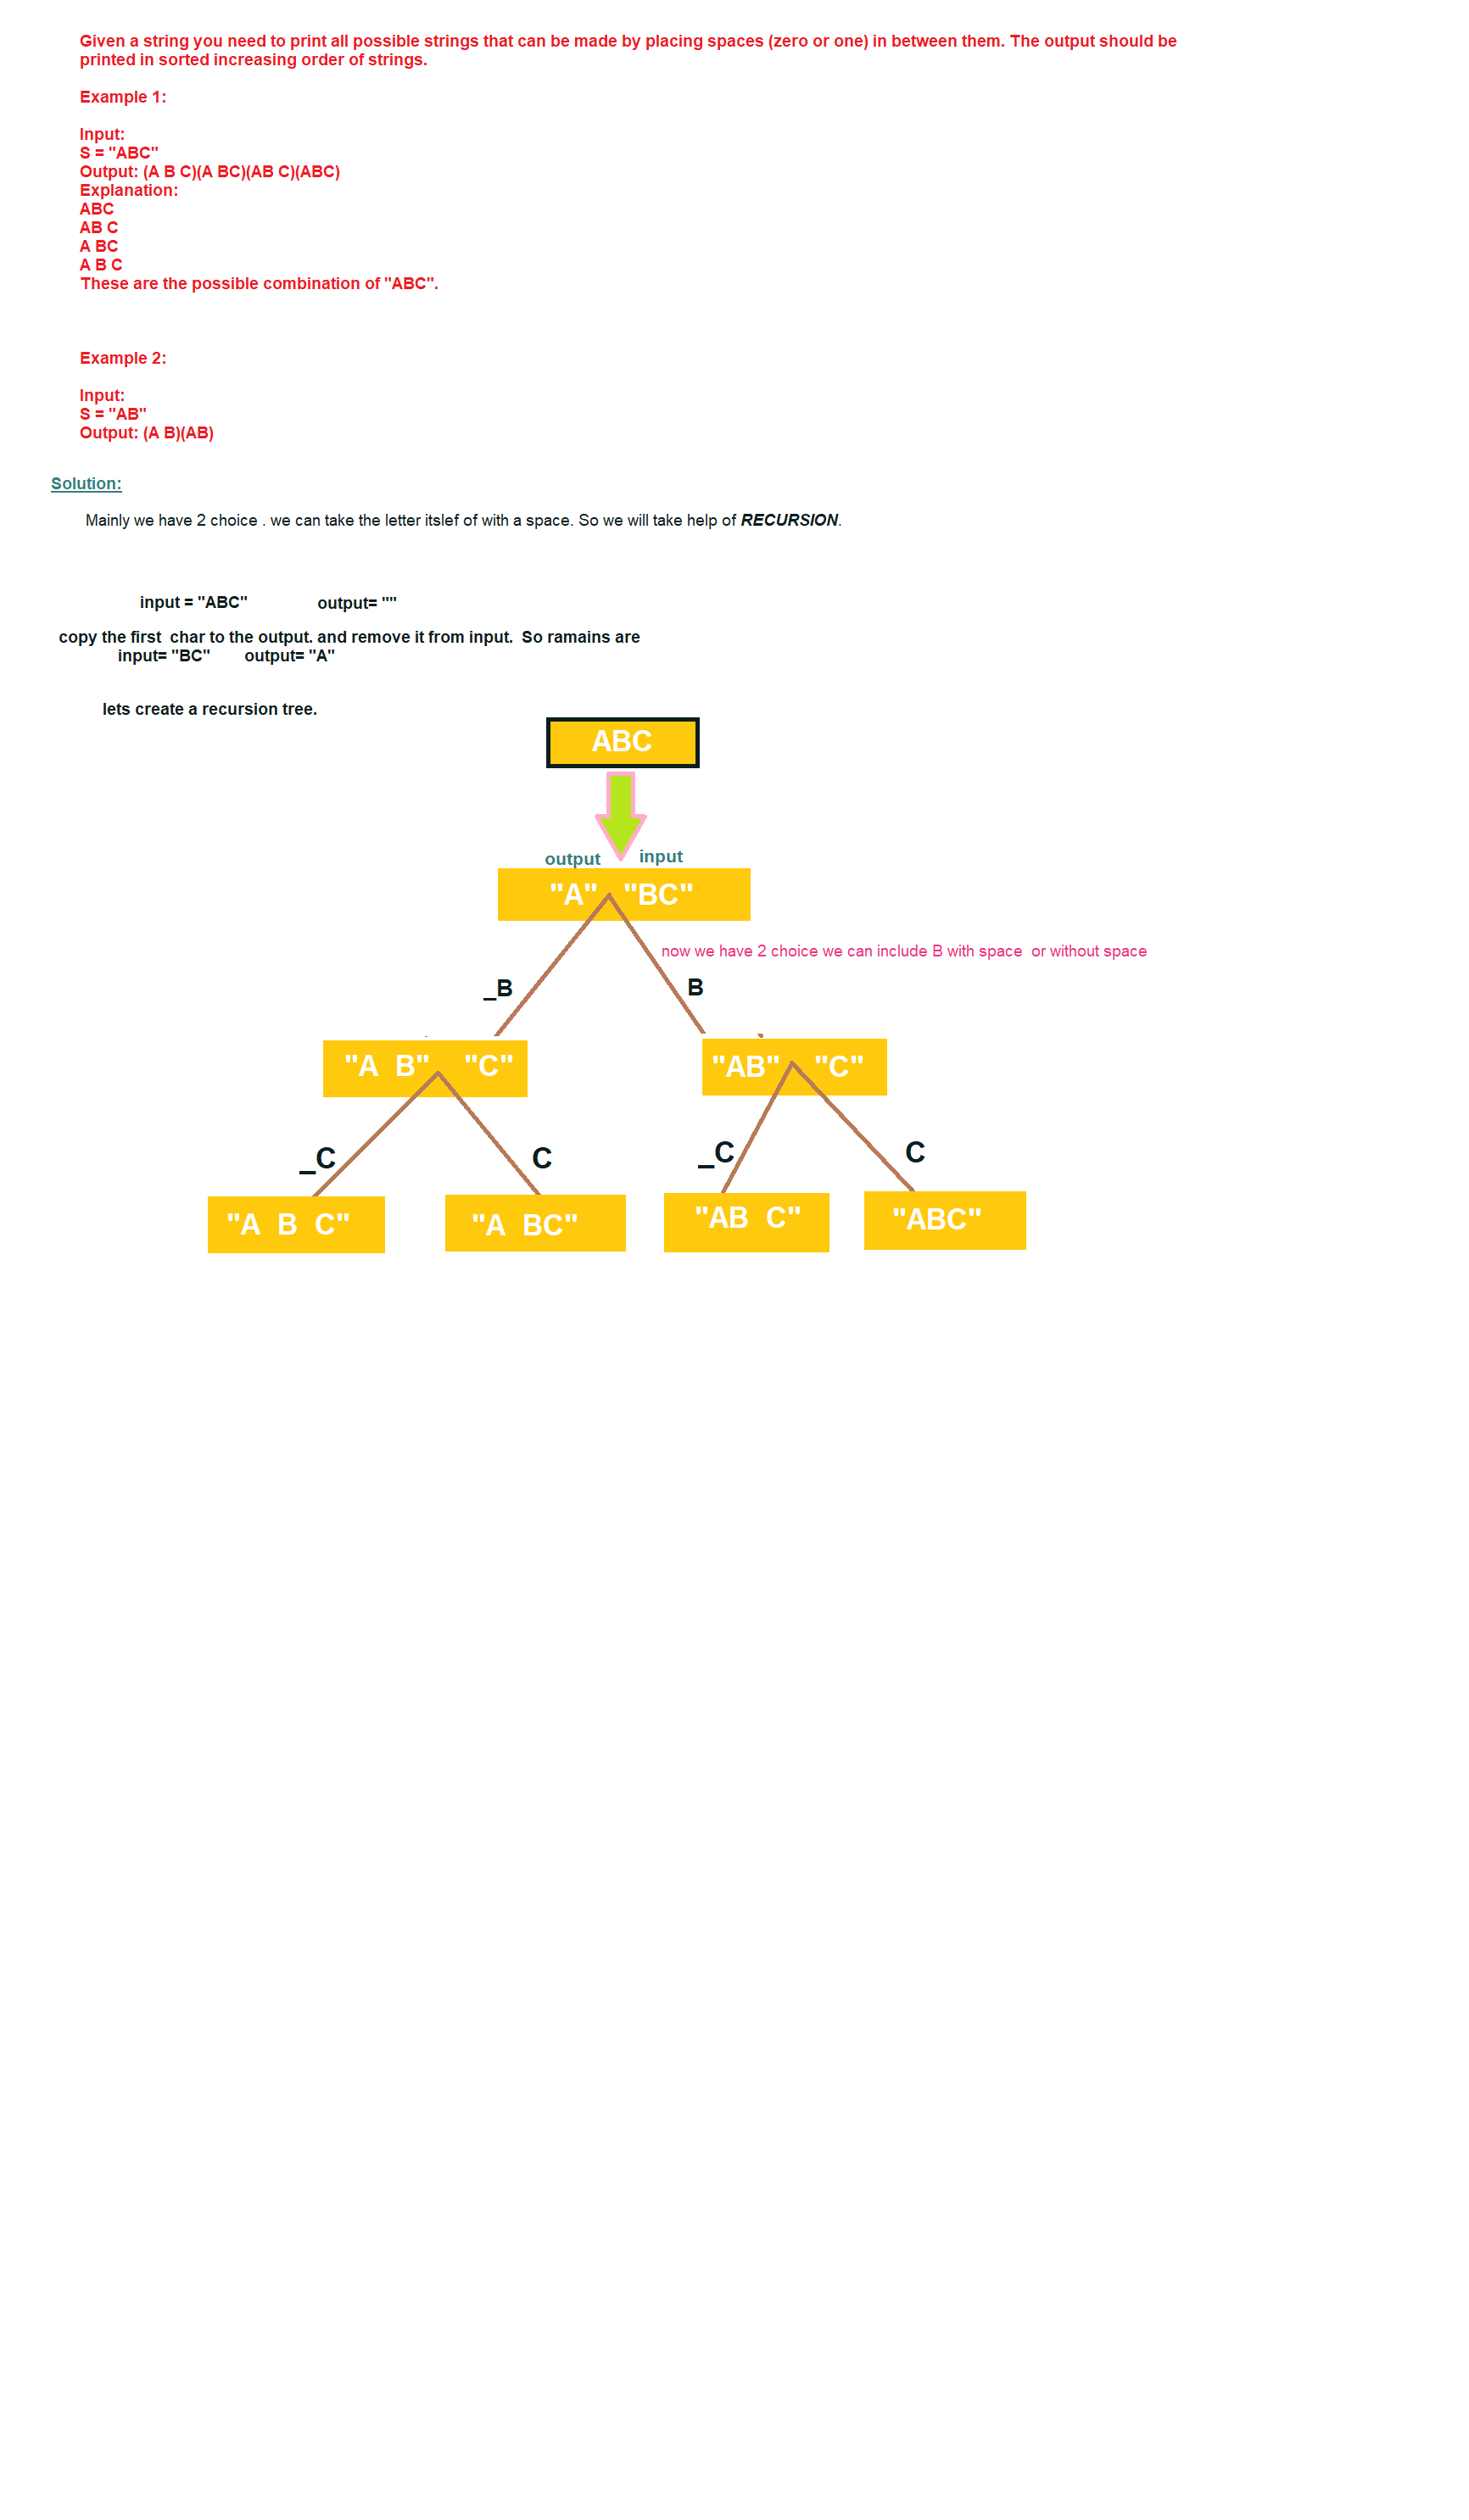 Given a string you need to print all possible strings that can be made by placing spaces (zero or one) in between them. The output should be
printed in sorted increasing order of strings.
Example 1:
Input:
S = "ABC"
Output: (A B C)(A BC)(AB C)(ABC)
Explanation:
ABC
AB C
A BC
A B C
These are the possible combination of "ABC".
Example 2:
Input:
S = "AB"
Output: (A B)(AB)
Solution:
Mainly we have 2 choice . we can take the letter itslef of with a space. So we will take help of RECURSION.
input = "ABC" output= ""
copy the first char to the output. and remove it from input. So ramains are
input= "BC" output= "A"
lets create a recursion tree.
ABC
output input
"A" "BC"
now we have 2 choice we can include B with space or without space
_B B
"A B" "C" "AB" "C"
_C C _C C
"A B C" "A BC" "AB C" "ABC"